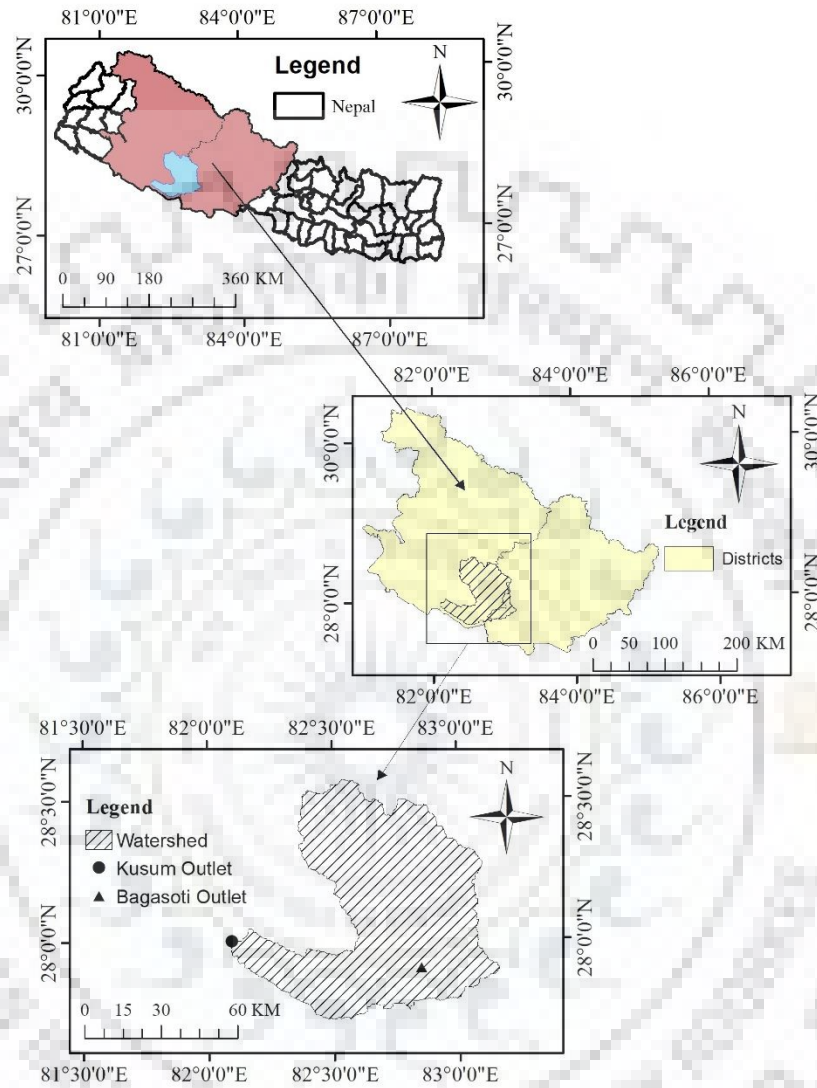 81°0'0"E 84°0'0"E 87°0'0"E
30°0'0"N
30°0'0"N
27°0'0"N
27°0'0"N
Legend
Nepal
N
0 90 180 360 KM
81°0'0"E 84°0'0"E 87°0'0"E
82°0'0"E 84°0'0"E 86°0'0"E
30°0'0"N
30°0'0"N
28°0'0"N
28°0'0"N
N
Legend
Districts
0 50 100 200 KM
82°0'0"E 84°0'0"E 86°0'0"E
81°30'0"E 82°0'0"E 82°30'0"E 83°0'0"E
28°30'0"N
28°30'0"N
28°0'0"N
28°0'0"N
N
Legend
Watershed
Kusum Outlet
Bagasoti Outlet
0 15 30 60 KM
81°30'0"E 82°0'0"E 82°30'0"E 83°0'0"E